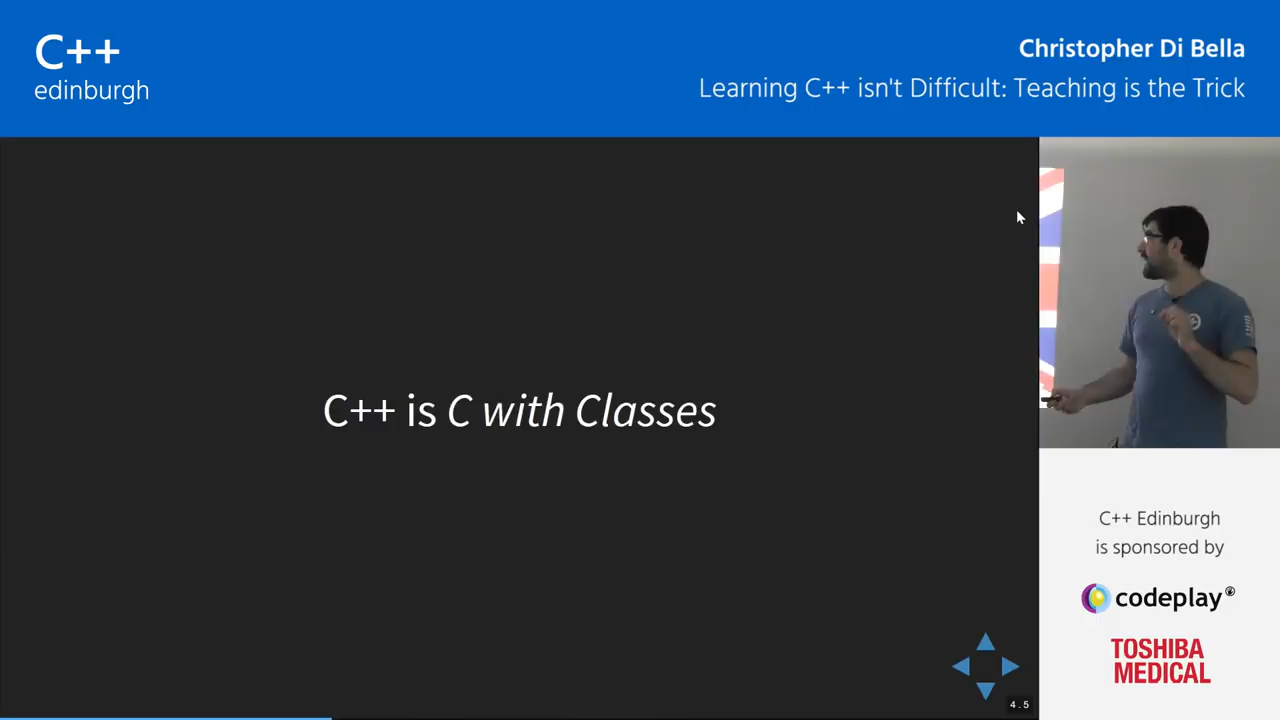 C++
edinburgh
Christopher Di Bella
Learning C++ isn't Difficult: Teaching is the Trick
C++ is C with Classes
C++ Edinburgh
is sponsored by
codeplay®
TOSHIBA
MEDICAL
4.5